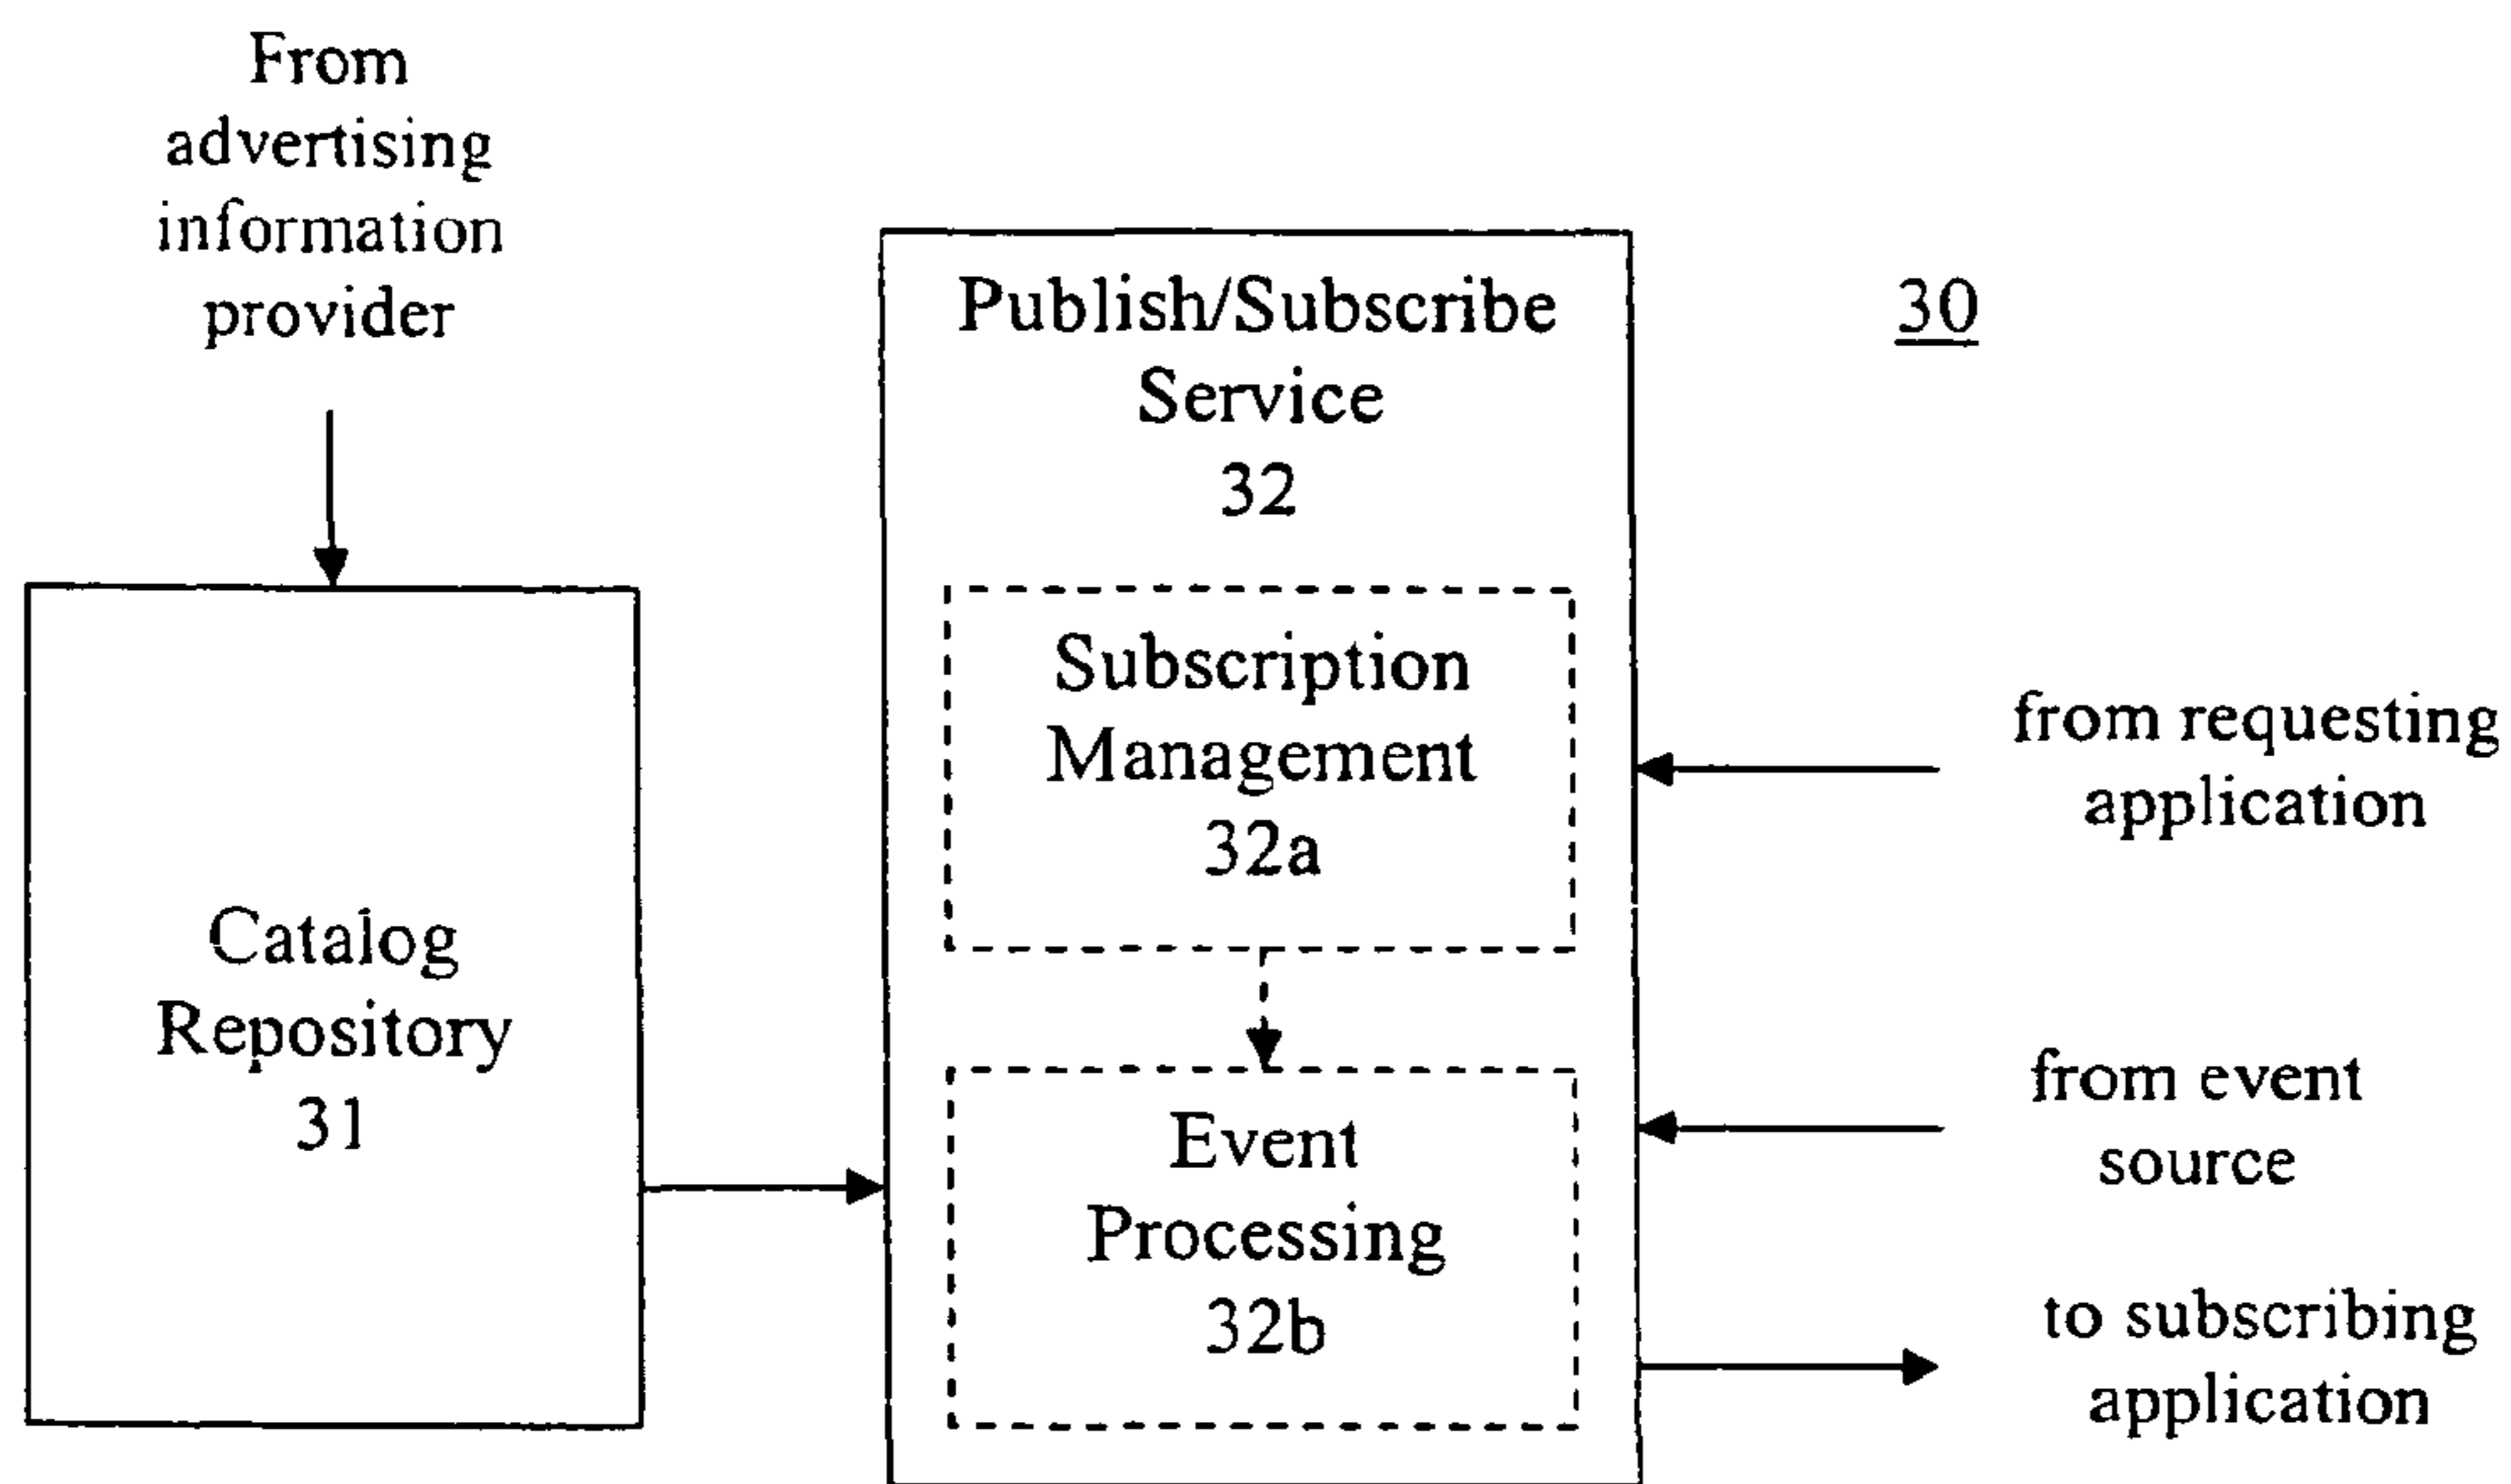 From
advertising
information
provider
Publish/Subscribe
Service
32
30
Subscription
Management
32a
from requesting
application
Catalog
Repository
31
Event
Processing
32b
from event
source
to subscribing
application